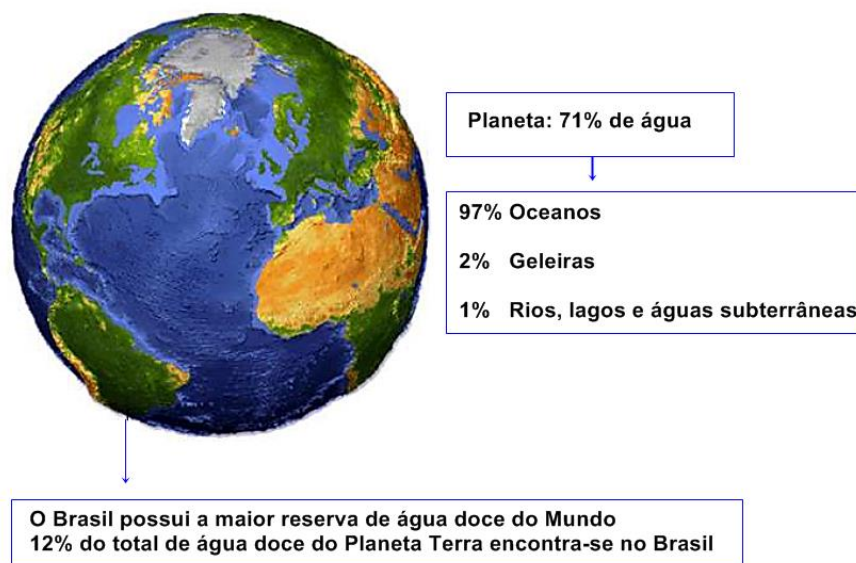 Planeta: 71% de água
97% Oceanos
2% Geleiras
1% Rios, lagos e águas subterrâneas
O Brasil possui a maior reserva de água doce do Mundo
12% do total de água doce do Planeta Terra encontra-se no Brasil